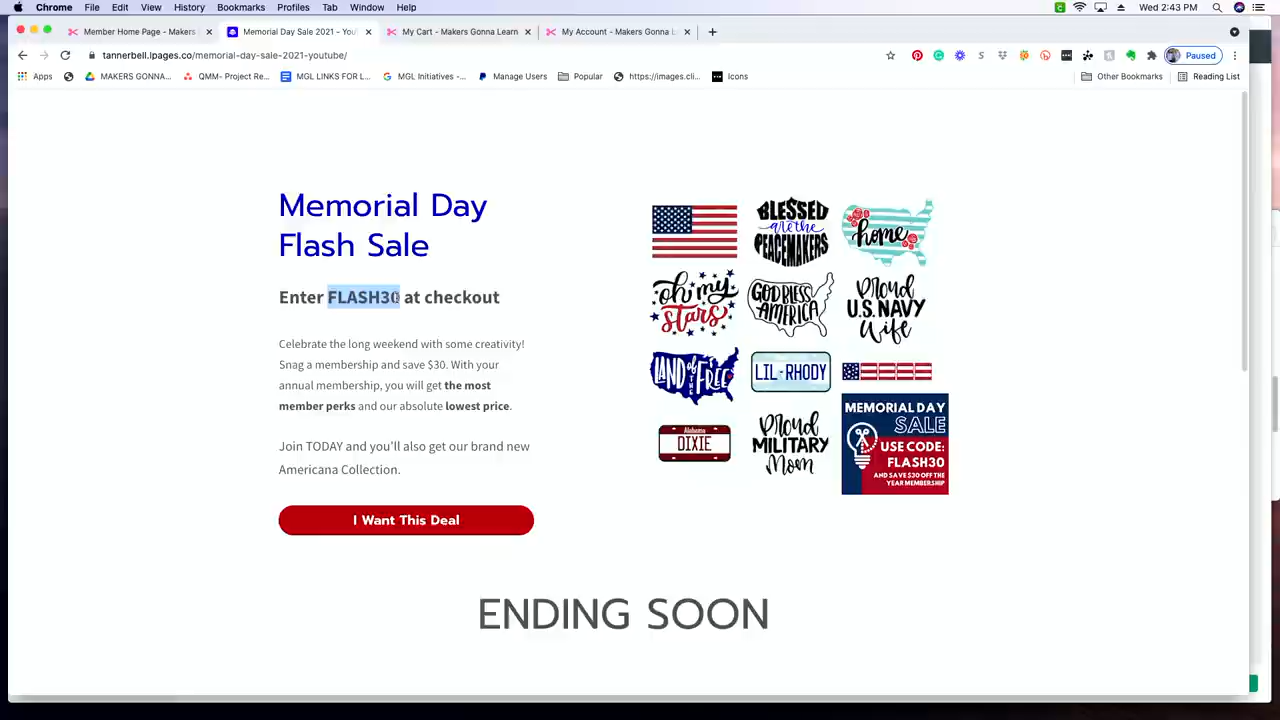 Chrome File Edit View History Bookmarks Profiles Tab Window Help
Wed 2:43 PM
Member Home Page - Makers
Memorial Day Sale 2021 - You
My Cart - Makers Gonna Learn
My Account - Makers Gonna L
tannerbell.lpages.co/memorial-day-sale-2021-youtube/
Paused
Apps
MAKERS GONNA...
QMM- Project Re...
MGL LINKS FOR L...
MGL Initiatives -...
Manage Users
Popular
https://images.cli...
Icons
Other Bookmarks
Reading List
Memorial Day
Flash Sale
Enter FLASH30 at checkout
Celebrate the long weekend with some creativity!
Snag a membership and save $30. With your
annual membership, you will get the most
member perks and our absolute lowest price.
Join TODAY and you'll also get our brand new
Americana Collection.
I Want This Deal
BLESSED
are the
PEACEMAKERS
home
oh my
stars
GOD BLESS
AMERICA
Proud
U.S. NAVY
Wife
LAND of THE FREE
LIL-RHODY
Alabama
DIXIE
Proud
MILITARY
Mom
MEMORIAL DAY
SALE
USE CODE:
FLASH30
AND SAVE $30 OFF THE
YEAR MEMBERSHIP
ENDING SOON